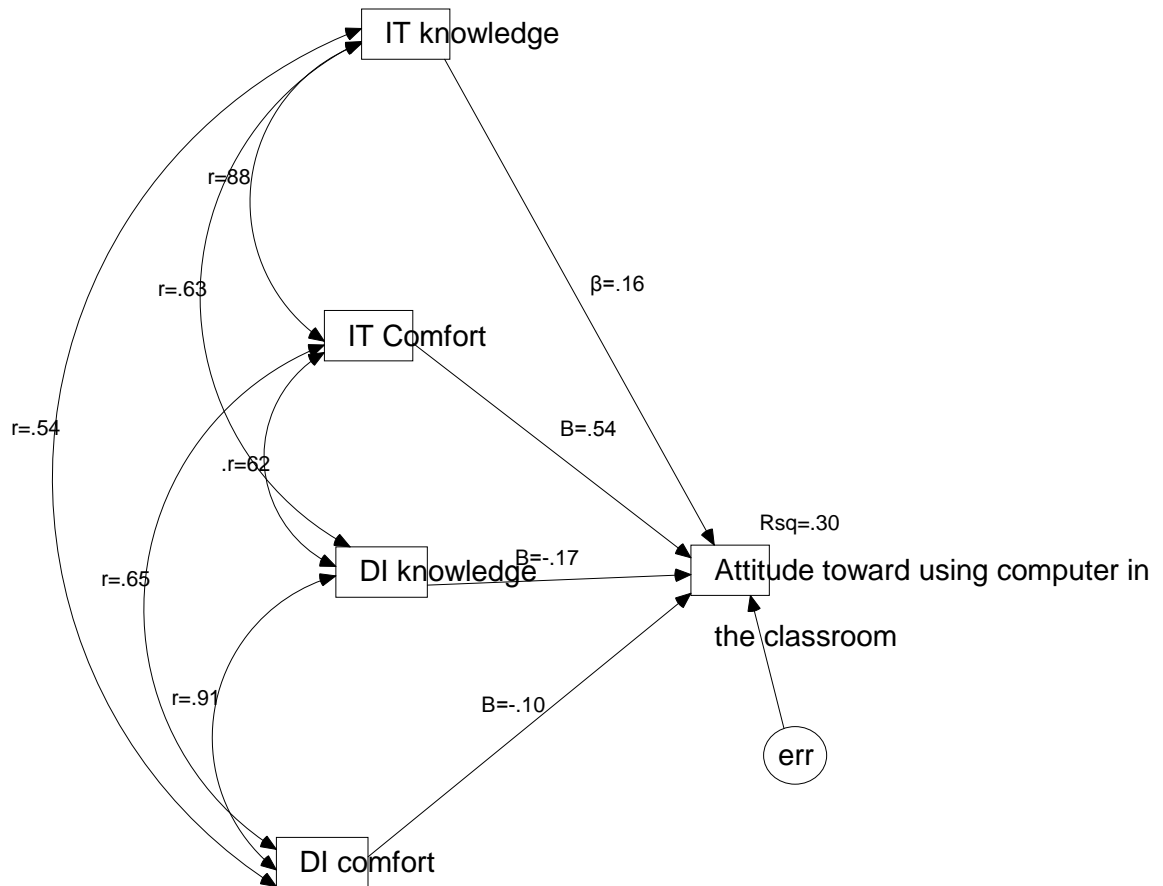 IT knowledge
r=88
β=.16
r=.63
IT Comfort
r=.54
B=.54
.r=62
Rsq=.30
B=-.17
DI knowledge
Attitude toward using computer in
the classroom
r=.65
r=.91
B=-.10
err
DI comfort